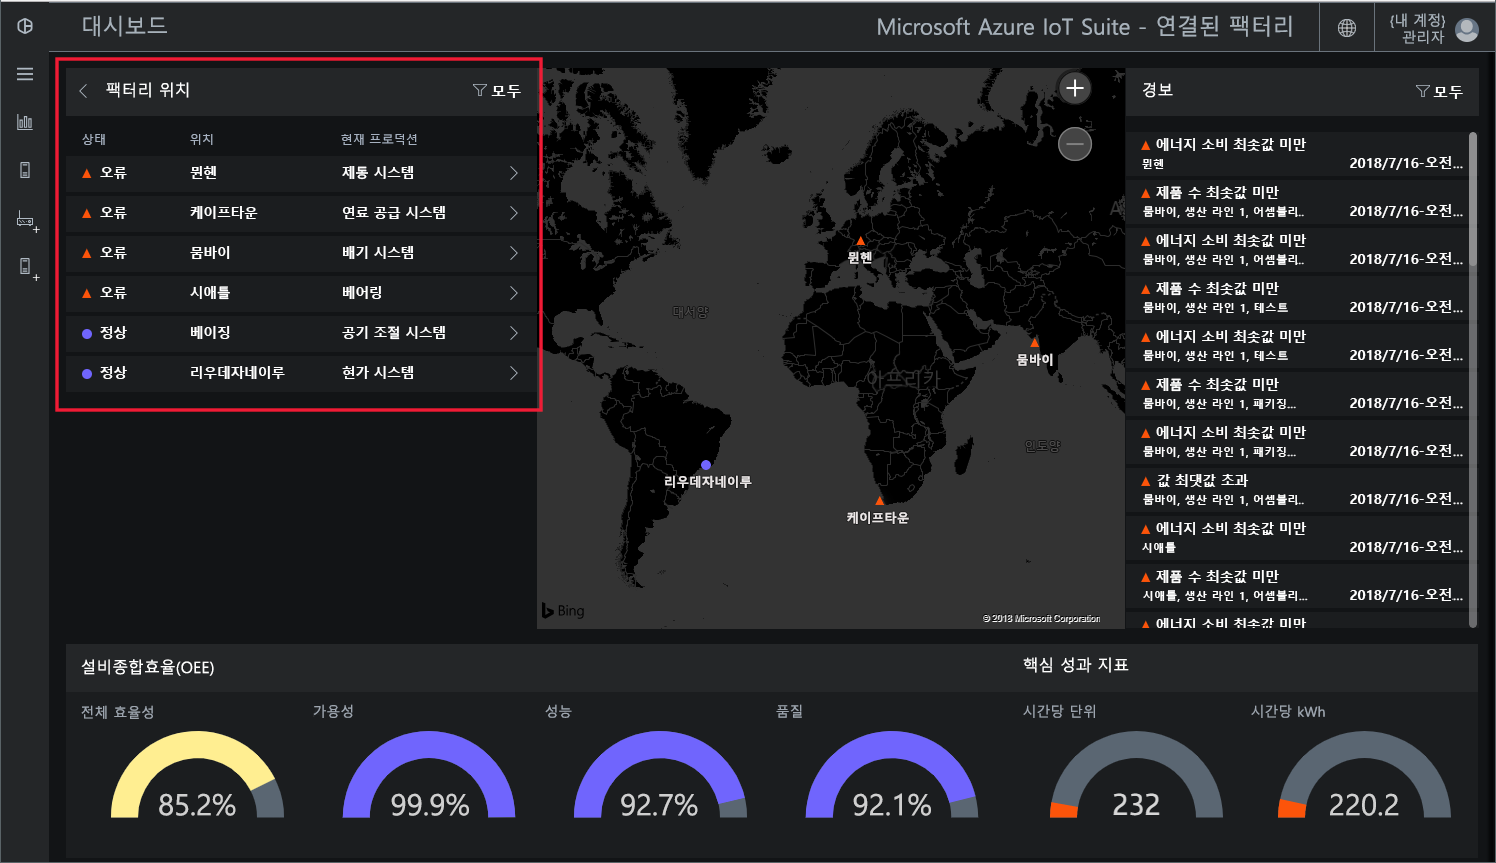 대시보드
Microsoft Azure IoT Suite - 연결된 팩터리
{내 계정}
관리자
팩터리 위치
모두
상태 위치 현재 프로덕션
오류 뮌헨 제동 시스템
오류 케이프타운 연료 공급 시스템
오류 뭄바이 배기 시스템
오류 시애틀 베어링
정상 베이징 공기 조절 시스템
정상 리우데자네이루 현가 시스템
대서양
뮌헨
뭄바이
아프리카
인도양
리우데자네이루
케이프타운
Bing
© 2018 Microsoft Corporation
경보
모두
에너지 소비 최솟값 미만
뮌헨 2018/7/16-오전...
제품 수 최솟값 미만
뭄바이, 생산 라인 1, 어셈블리.. 2018/7/16-오전...
에너지 소비 최솟값 미만
뭄바이, 생산 라인 1, 어셈블리.. 2018/7/16-오전...
제품 수 최솟값 미만
뭄바이, 생산 라인 1, 테스트 2018/7/16-오전...
에너지 소비 최솟값 미만
뭄바이, 생산 라인 1, 테스트 2018/7/16-오전...
제품 수 최솟값 미만
뭄바이, 생산 라인 1, 패키징... 2018/7/16-오전...
에너지 소비 최솟값 미만
뭄바이, 생산 라인 1, 패키징... 2018/7/16-오전...
값 최댓값 초과
뭄바이, 생산 라인 1, 어셈블리.. 2018/7/16-오전...
에너지 소비 최솟값 미만
시애틀 2018/7/16-오전...
제품 수 최솟값 미만
시애틀, 생산 라인 1, 어셈블리... 2018/7/16-오전...
에너지 소비 최솟값 미만
설비종합효율(OEE)
핵심 성과 지표
전체 효율성 가용성 성능 품질 시간당 단위 시간당 kWh
85.2% 99.9% 92.7% 92.1% 232 220.2